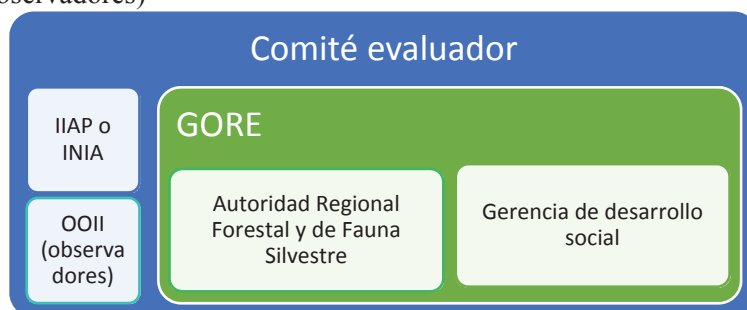 observadores)
Comité evaluador
IIAP o
INIA
OOII
(observa
dores)
GORE
Autoridad Regional
Forestal y de Fauna
Silvestre
Gerencia de desarrollo
social